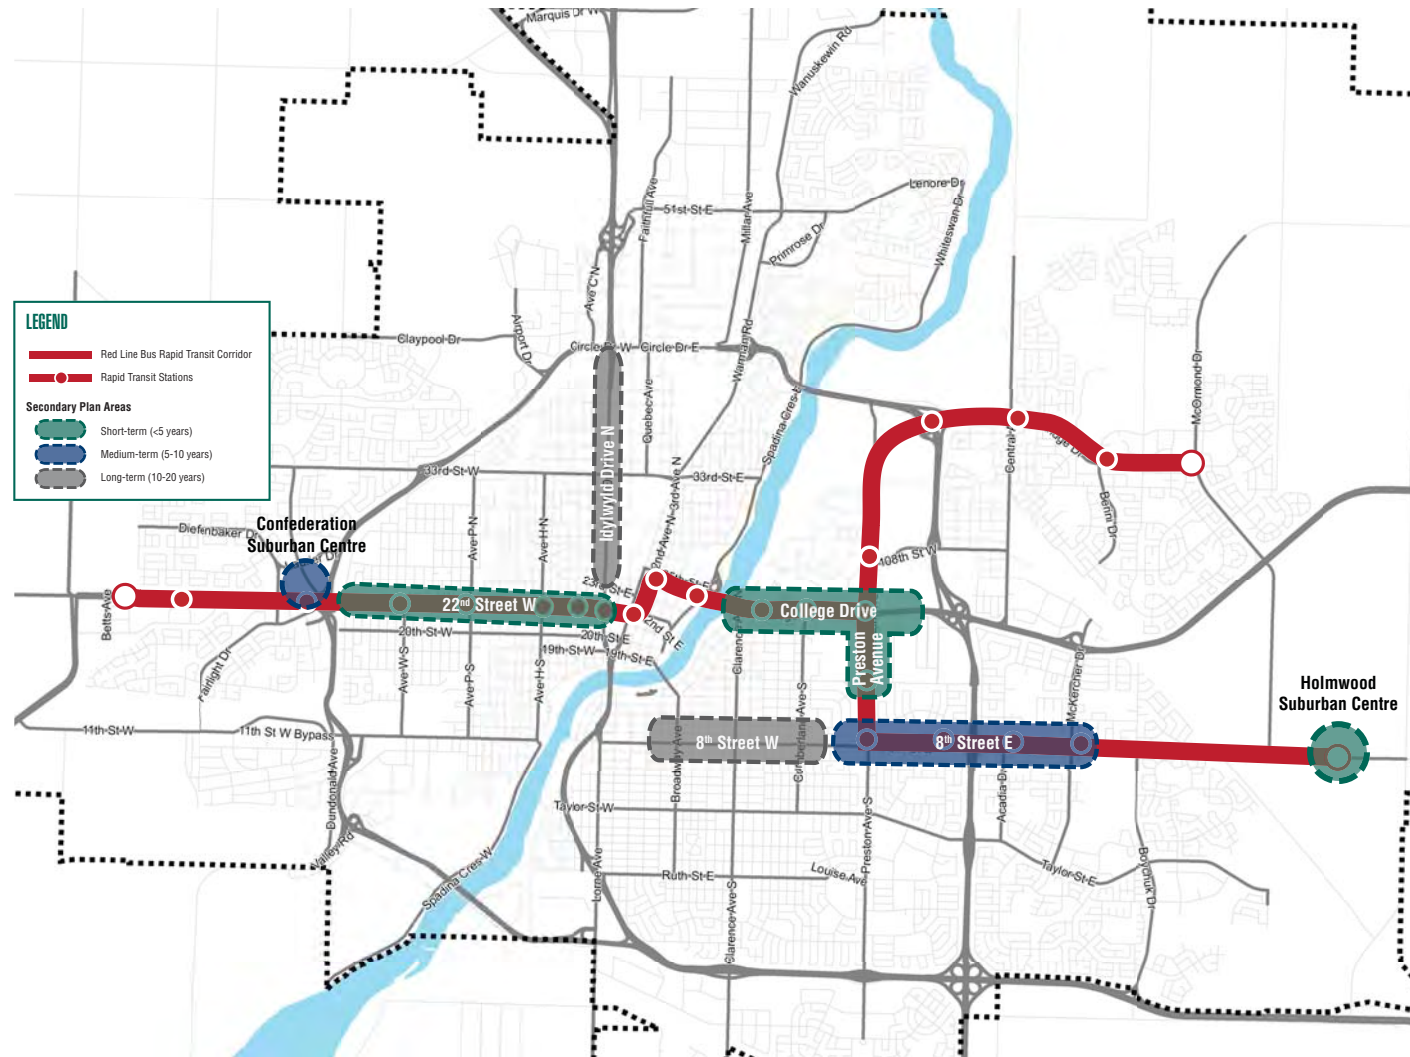 Marquis Dr W
Wanuskewin Rd
Lenore Dr
51st St E
Faithfull Ave
Millar Ave
Primrose Dr
Whiteswan Dr
Ave C N
LEGEND
Red Line Bus Rapid Transit Corridor
Rapid Transit Stations
Secondary Plan Areas
Short-term (<5 years)
Medium-term (5-10 years)
Long-term (10-20 years)
Claypool Dr
Airport Dr
Circle Dr W
Circle Dr E
Warman Rd
McOrmond Dr
Quebec Ave
Spadina Cres E
Idylwyld Drive N
Central
33rd St W
33rd St E
3rd Ave N
2nd Ave N
Berini Dr
Confederation
Suburban Centre
Diefenbaker Dr
Ave P N
Ave H N
108th St W
23rd St E
25th St E
Betts Ave
22nd Street W
College Drive
20th St W
20th St E
2nd St E
19th St W
19th St E
Clarence
Preston
Avenue
Fairlight Dr
Ave W S
Ave P S
Ave H S
McKercher Dr
Holmwood
Suburban Centre
11th St W
11th St W Bypass
8th Street W
8th Street E
Broadway Ave
Cumberland Ave S
Dundonald Ave
Acadia Dr
Taylor St W
Preston Ave S
Valley Rd
Spadina Cres W
Lorne Ave
Ruth St E
Louise Ave
Taylor St E
Boychuk Dr
Clarence Ave S